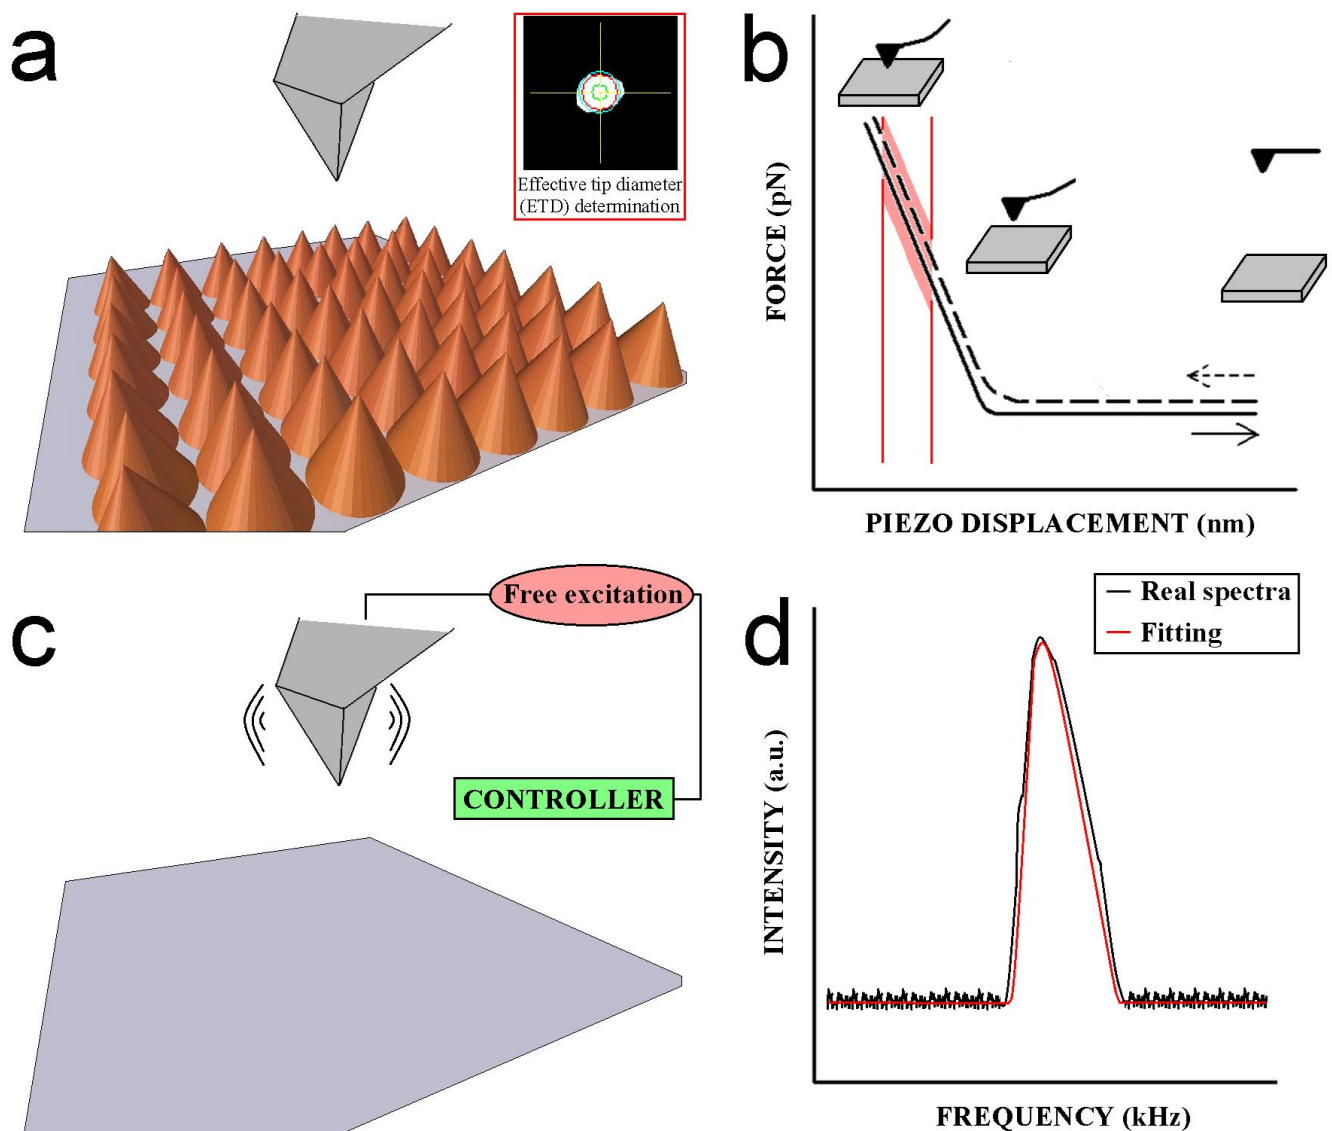 a
Effective tip diameter
(ETD) determination
b
FORCE (pN)
PIEZO DISPLACEMENT (nm)
c
Free excitation
CONTROLLER
d
Real spectra
Fitting
INTENSITY (a.u.)
FREQUENCY (kHz)